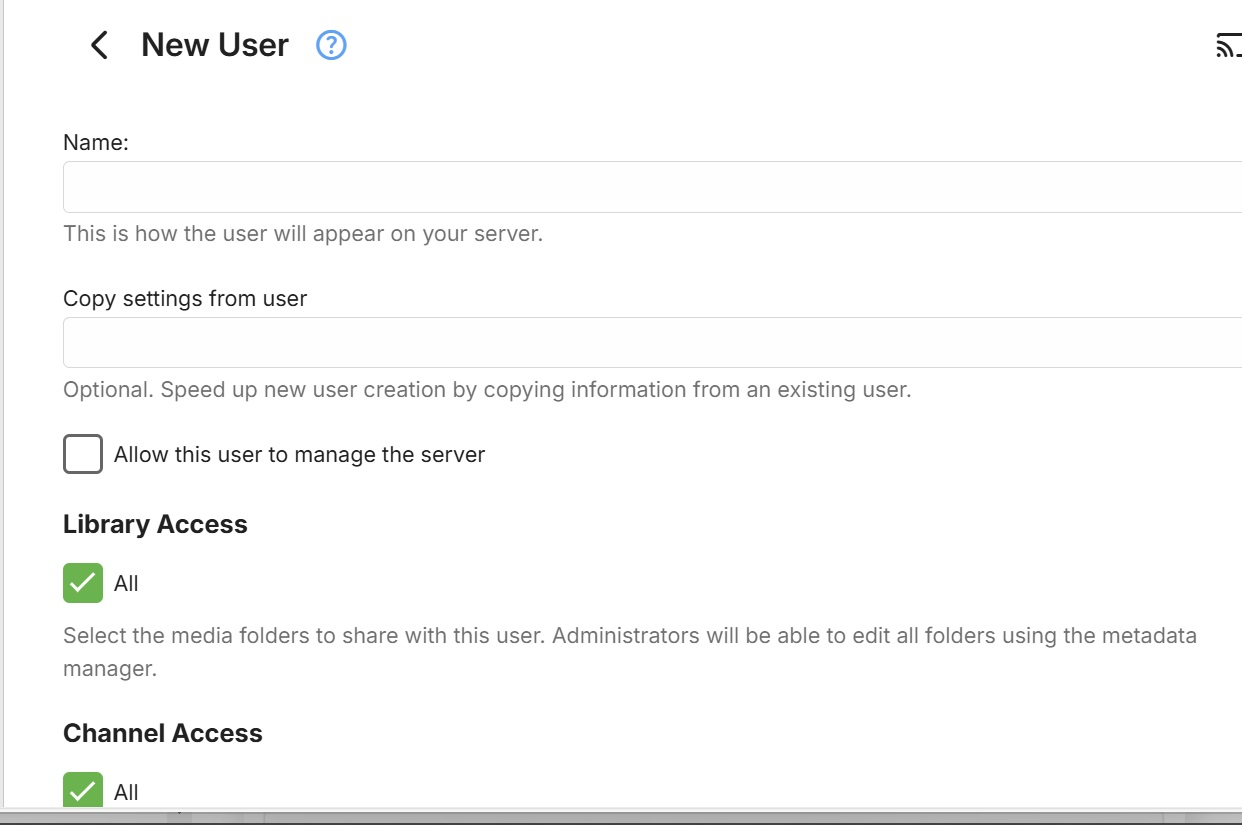 New User
Name:
This is how the user will appear on your server.
Copy settings from user
Optional. Speed up new user creation by copying information from an existing user.
Allow this user to manage the server
Library Access
All
Select the media folders to share with this user. Administrators will be able to edit all folders using the metadata
manager.
Channel Access
All